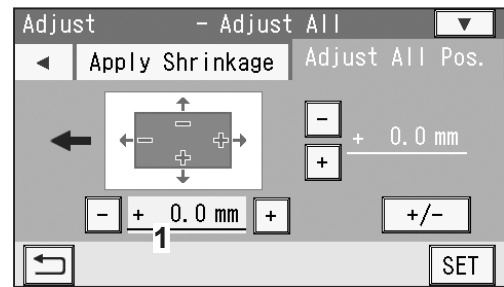 Adjust - Adjust All ▼
◄ Apply Shrinkage Adjust All Pos.
− + 0.0 mm
+
− + 0.0 mm + +/−
1
SET